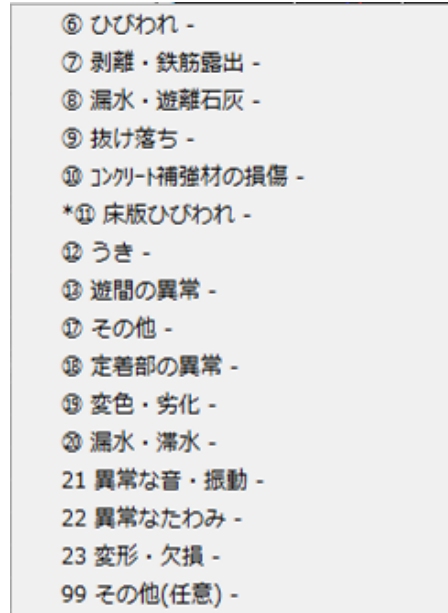 ⑥ ひびわれ -
⑦ 剥離・鉄筋露出 -
⑧ 漏水・遊離石灰 -
⑨ 抜け落ち -
⑩ ｺﾝｸﾘｰﾄ補強材の損傷 -
*⑪ 床版ひびわれ -
⑫ うき -
⑬ 遊間の異常 -
⑰ その他 -
⑱ 定着部の異常 -
⑲ 変色・劣化 -
⑳ 漏水・滞水 -
21 異常な音・振動 -
22 異常なたわみ -
23 変形・欠損 -
99 その他(任意) -